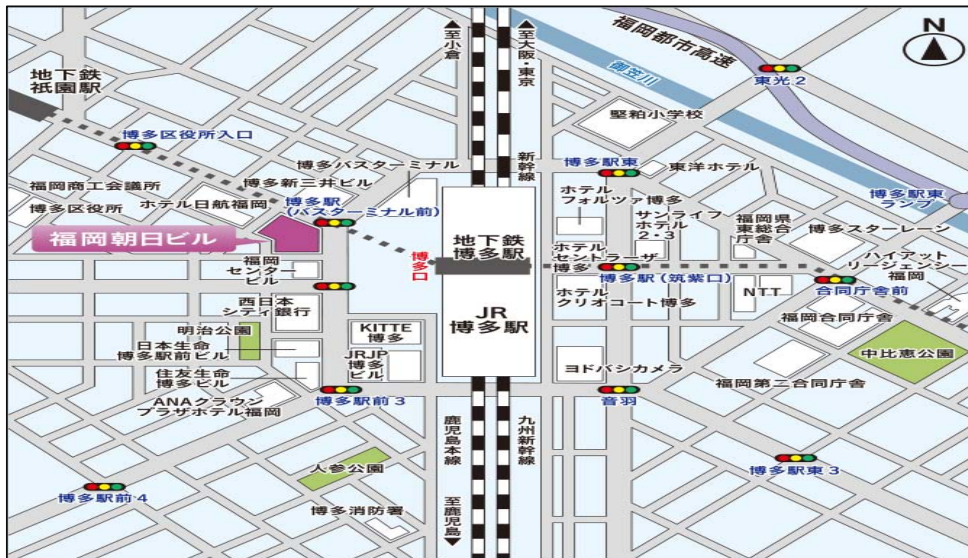 ▲至小倉
▲至大阪・東京
福岡都市高速
御笠川
N
東光2
地下鉄
祇園駅
博多区役所入口
堅粕小学校
新幹線
博多バスターミナル
博多駅東
東洋ホテル
福岡商工会議所
博多新三井ビル
博多区役所
ホテル日航福岡
博多駅
(バスターミナル前)
ホテル
フォルツァ博多
サンライフ
ホテル
2・3
福岡県
東総合
庁舎
博多駅東
ランプ
博多スターレーン
福岡朝日ビル
博多口
地下鉄
博多駅
ホテル
セントラーザ
博多
ハイアット
リージェンシー
福岡
福岡
センター
ビル
博多駅(筑紫口)
NTT
合同庁舎前
西日本
シティ銀行
JR
博多駅
ホテル
クリオコート博多
福岡合同庁舎
明治公園
KITTE
博多
日本生命
博多駅前ビル
JRJP
博多
ビル
中比恵公園
住友生命
博多ビル
ヨドバシカメラ
福岡第二合同庁舎
ANAクラウン
プラザホテル福岡
博多駅前3
音羽
鹿児島本線
九州新幹線
人参公園
博多駅東3
博多駅前4
博多消防署
至鹿児島▼